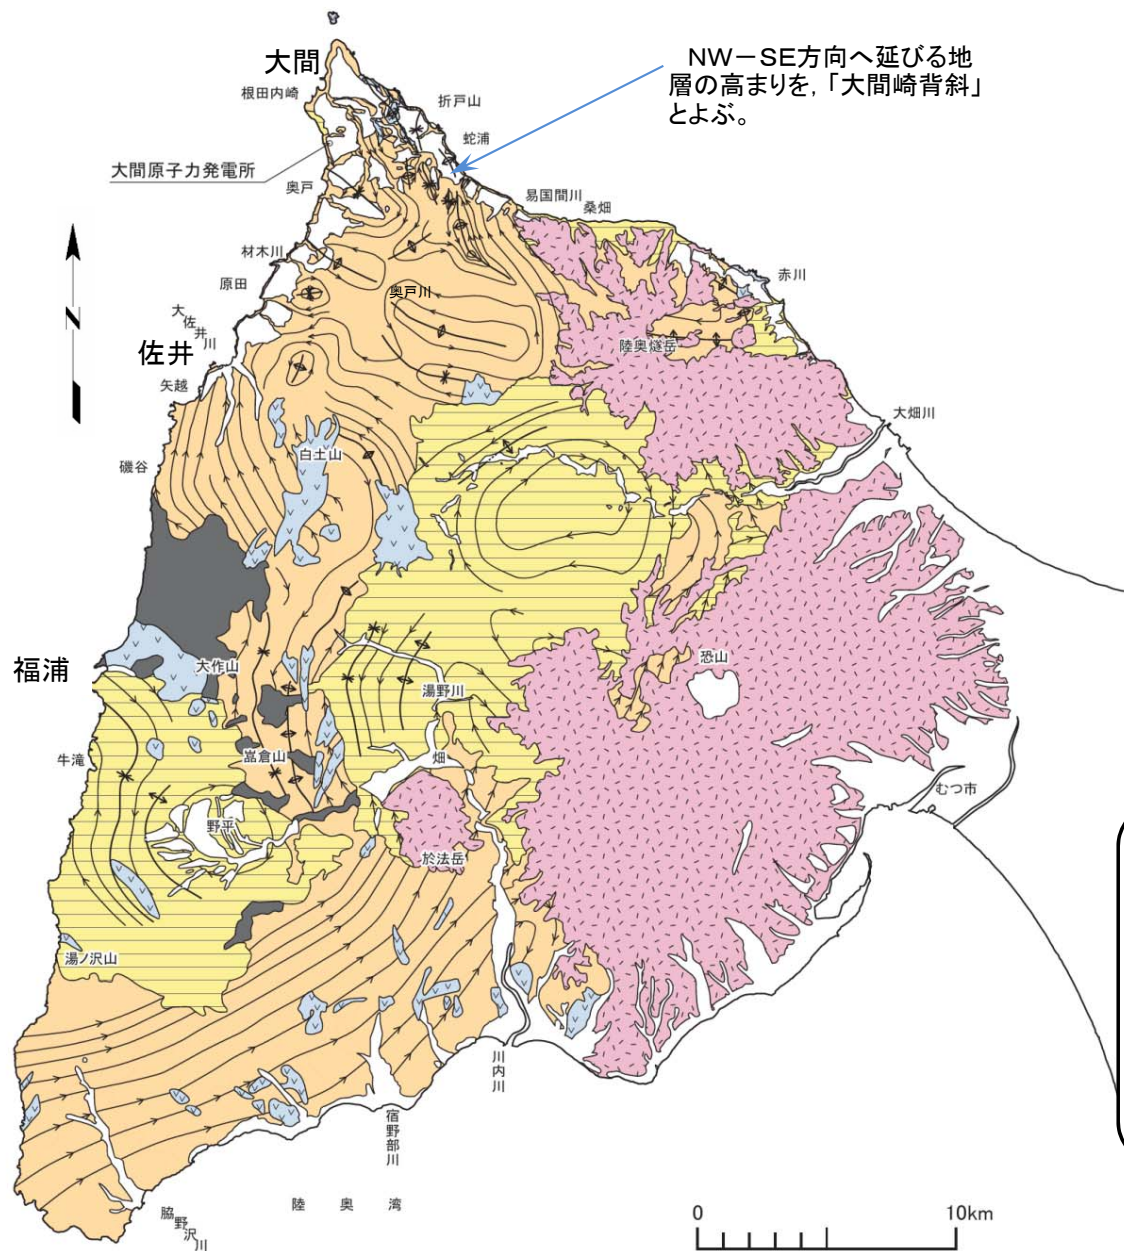 大間
NW－SE方向へ延びる地
層の高まりを，「大間崎背斜」
とよぶ。
根田内崎
折戸山
蛇浦
大間原子力発電所
奥戸
易国間川
桑畑
材木川
赤川
原田
奥戸川
N
大佐井川
佐井
陸奥燧岳
矢越
大畑川
白土山
磯谷
福浦
大作山
恐山
湯野川
牛滝
嵓倉山
畑
むつ市
野平
於法岳
湯ノ沢山
川内川
宿野部川
陸奥湾
脇野沢川
0
10km